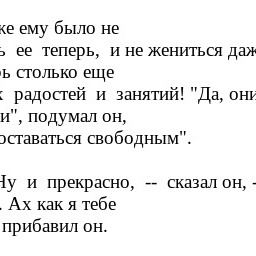 же ему было не
ь ее теперь, и не жениться даж
ь столько еще
х радостей и занятий! "Да, они
и", подумал он,
оставаться свободным".
Ну и прекрасно, -- сказал он, -
. Ах как я тебе
прибавил он.